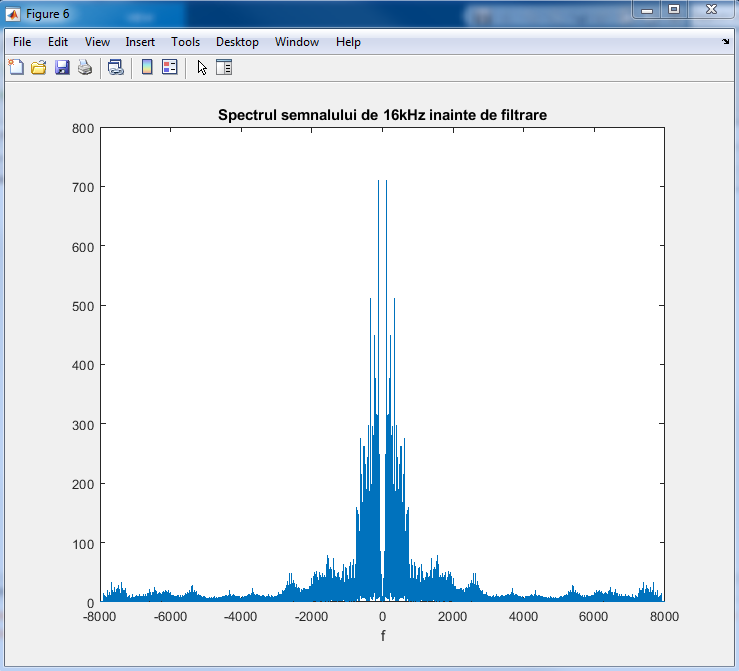 Figure 6
File Edit View Insert Tools Desktop Window Help
Spectrul semnalului de 16kHz inainte de filtrare
800
700
600
500
400
300
200
100
0
-8000 -6000 -4000 -2000 0 2000 4000 6000 8000
f